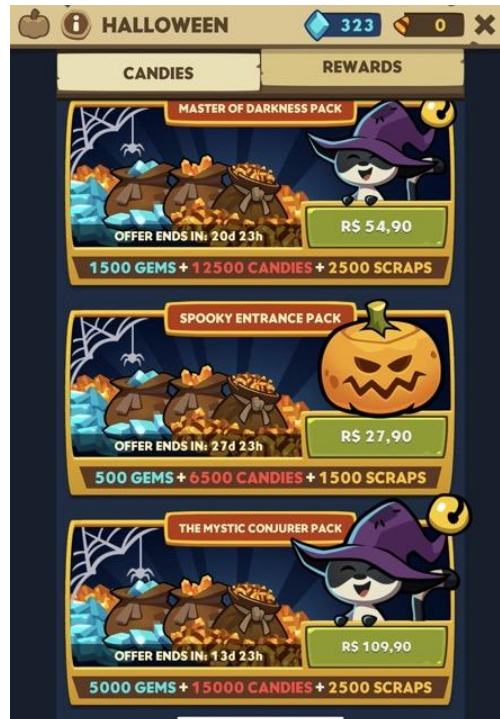 HALLOWEEN
323
0
CANDIES
REWARDS
MASTER OF DARKNESS PACK
R$ 54,90
OFFER ENDS IN: 20d 23h
1500 GEMS + 12500 CANDIES + 2500 SCRAPS
SPOOKY ENTRANCE PACK
R$ 27,90
OFFER ENDS IN: 27d 23h
500 GEMS + 6500 CANDIES + 1500 SCRAPS
THE MYSTIC CONJURER PACK
R$ 109,90
OFFER ENDS IN: 13d 23h
5000 GEMS + 15000 CANDIES + 2500 SCRAPS